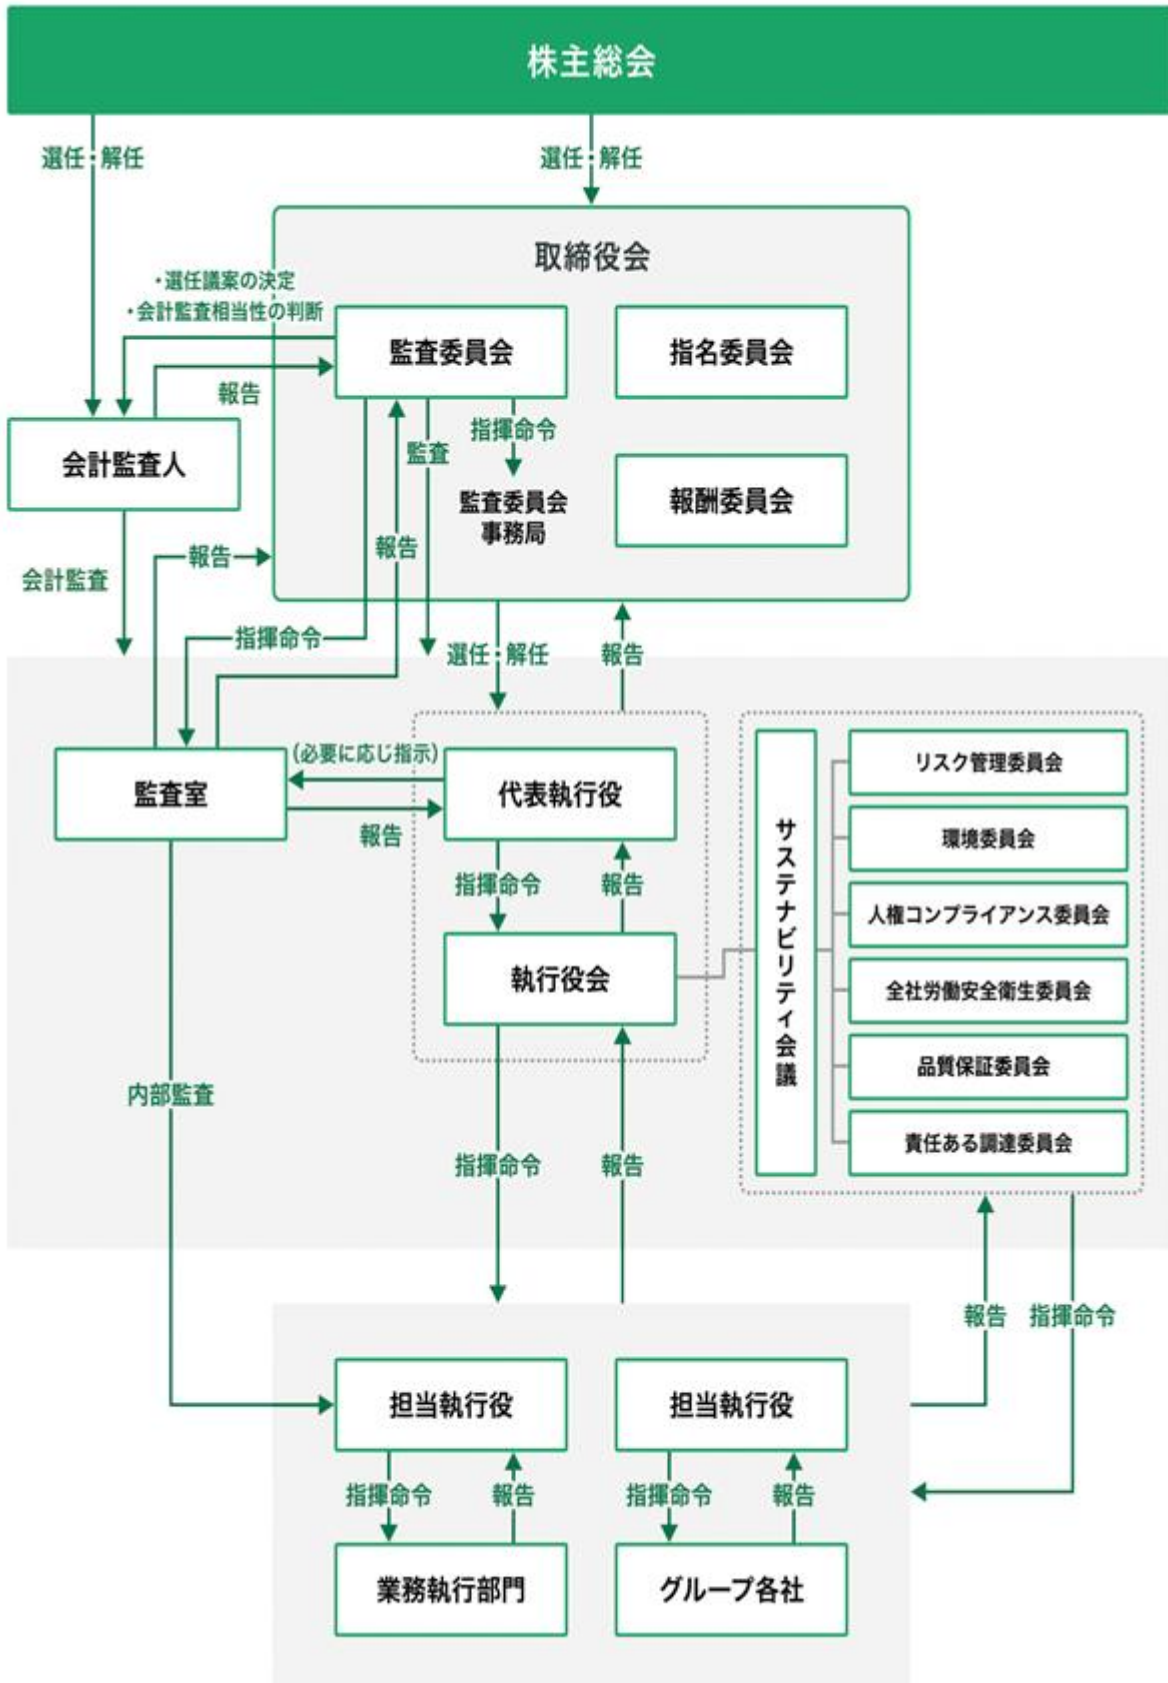 株主総会
選任・解任
選任・解任
取締役会
・選任議案の決定
・会計監査相当性の判断
監査委員会
指名委員会
報告
指揮命令
会計監査人
監査
監査委員会
事務局
報酬委員会
報告
報告
会計監査
指揮命令
選任・解任
報告
(必要に応じ指示)
監査室
代表執行役
報告
指揮命令
報告
執行役会
サステナビリティ会議
リスク管理委員会
環境委員会
人権コンプライアンス委員会
全社労働安全衛生委員会
品質保証委員会
責任ある調達委員会
内部監査
指揮命令
報告
報告
指揮命令
担当執行役
担当執行役
指揮命令
報告
指揮命令
報告
業務執行部門
グループ各社